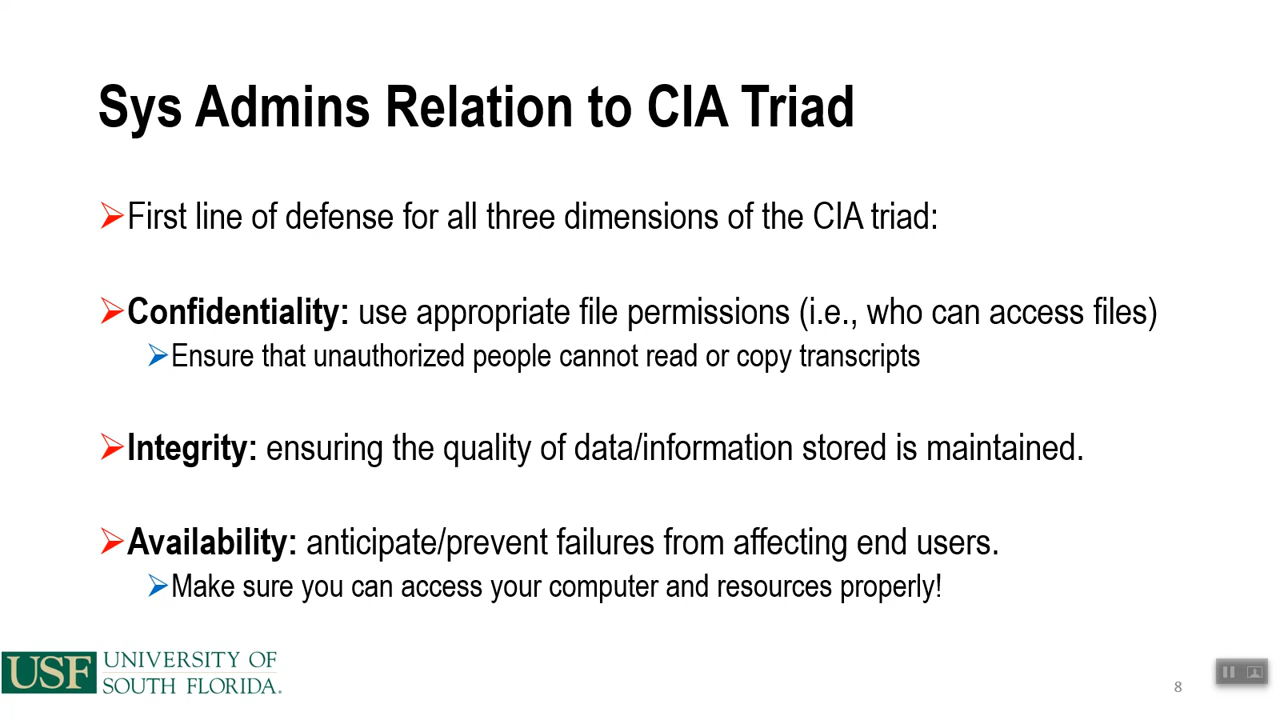 Sys Admins Relation to CIA Triad
First line of defense for all three dimensions of the CIA triad:
Confidentiality: use appropriate file permissions (i.e., who can access files)
Ensure that unauthorized people cannot read or copy transcripts
Integrity: ensuring the quality of data/information stored is maintained.
Availability: anticipate/prevent failures from affecting end users.
Make sure you can access your computer and resources properly!
USF UNIVERSITY OF
SOUTH FLORIDA.
8